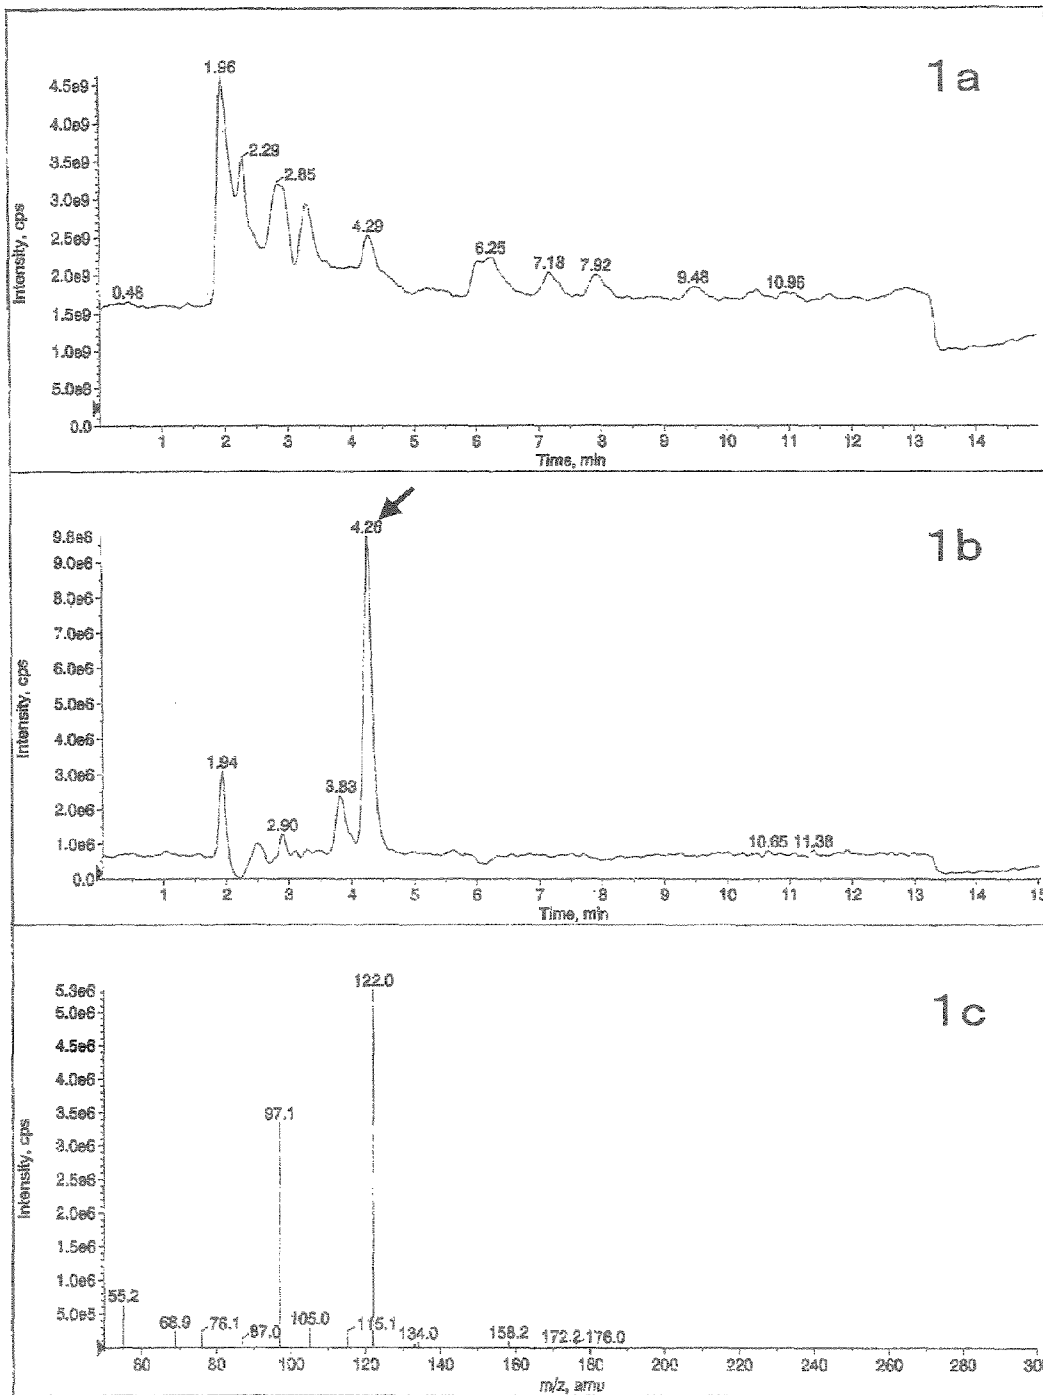 1a
1.96
4.5e9
4.0e9
2.29
3.5e9
2.85
3.0e9
4.29
2.5e9
6.25
7.18
7.92
2.0e9
9.48
10.95
0.48
1.5e9
1.0e9
5.0e8
0.0
1 2 3 4 5 6 7 8 9 10 11 12 13 14
Time, min
Intensity, cps
1b
4.26
9.8e6
9.0e6
8.0e6
7.0e6
6.0e6
5.0e6
4.0e6
1.94
3.0e6
3.83
2.0e6
2.90
10.65 11.38
1.0e6
0.0
1 2 3 4 5 6 7 8 9 10 11 12 13 14 15
Time, min
Intensity, cps
1c
122.0
5.3e6
5.0e6
4.5e6
4.0e6
97.1
3.5e6
3.0e6
2.5e6
2.0e6
1.5e6
1.0e6
55.2
5.0e5
68.9 76.1 87.0 105.0 115.1 134.0 158.2 172.2 176.0
60 80 100 120 140 160 180 200 220 240 260 280 300
m/z, amu
Intensity, cps